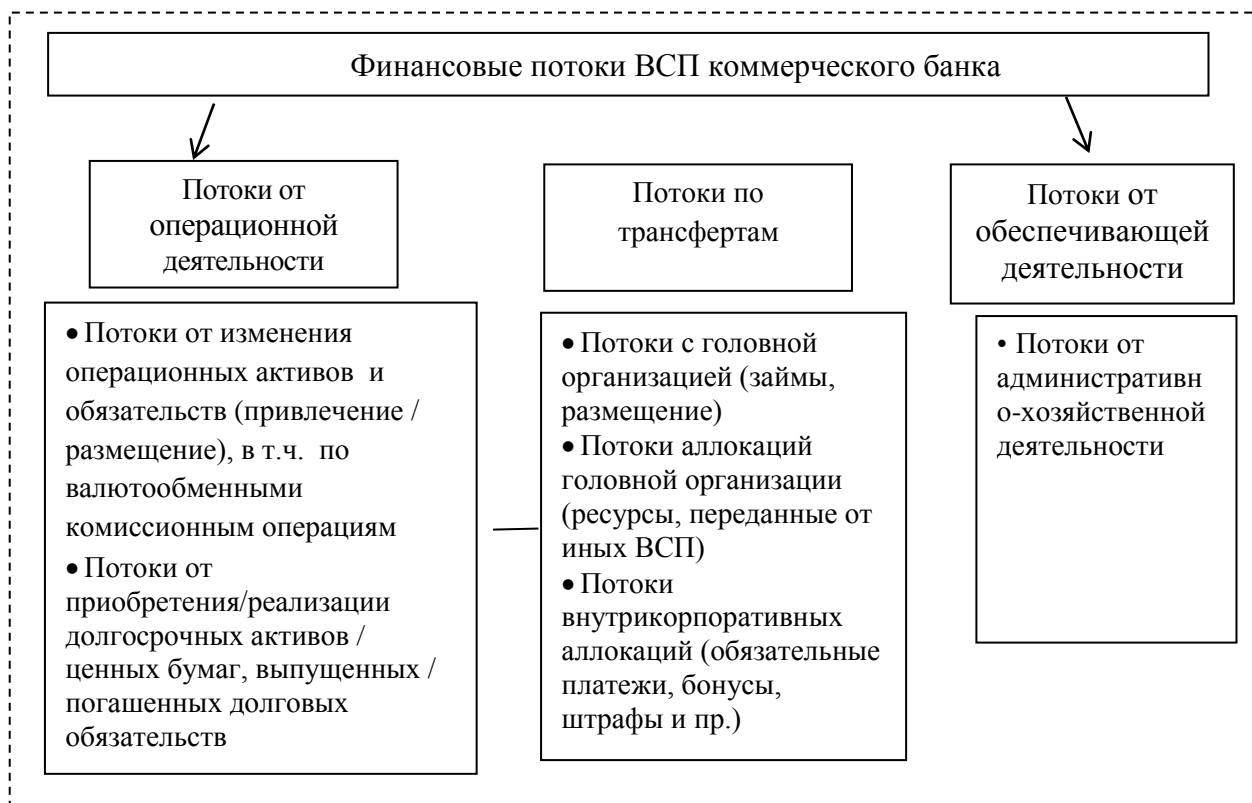 Финансовые потоки ВСП коммерческого банка
Потоки от
операционной
деятельности
Потоки по
трансфертам
Потоки от
обеспечивающей
деятельности
• Потоки от изменения
операционных активов и
обязательств (привлечение /
размещение), в т.ч. по
валютообменными
комиссионным операциям
• Потоки от
приобретения/реализации
долгосрочных активов /
ценных бумаг, выпущенных /
погашенных долговых
обязательств
• Потоки с головной
организацией (займы,
размещение)
• Потоки аллокаций
головной организации
(ресурсы, переданные от
иных ВСП)
• Потоки
внутрикорпоративных
аллокаций (обязательные
платежи, бонусы,
штрафы и пр.)
• Потоки от
административн
о-хозяйственной
деятельности